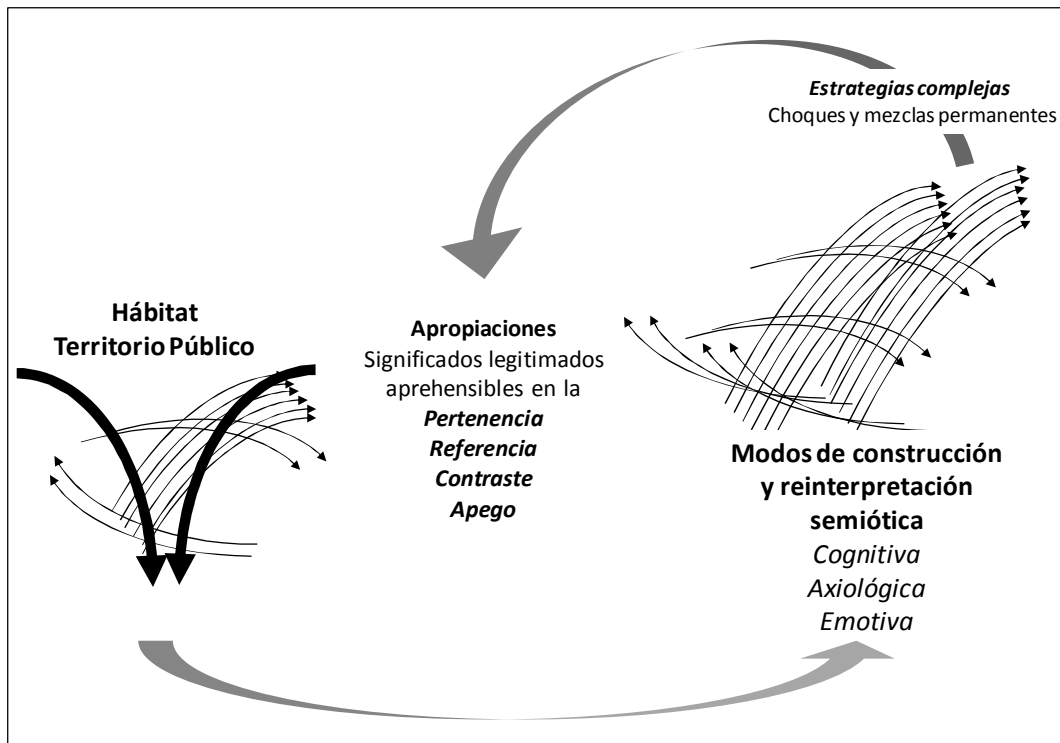 Estrategias complejas
Choques y mezclas permanentes
Hábitat
Territorio Público
Apropiaciones
Significados legitimados
aprehensibles en la
Pertenencia
Referencia
Contraste
Apego
Modos de construcción
y reinterpretación
semiótica
Cognitiva
Axiológica
Emotiva